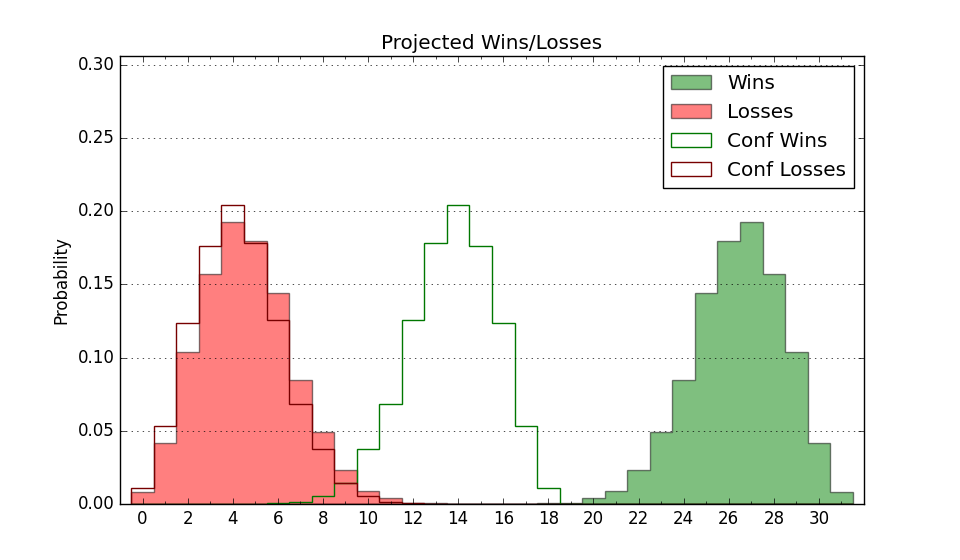 Projected Wins/Losses
0.30
0.25
0.20
0.15
0.10
0.05
0.00
Probability
Wins
Losses
Conf Wins
Conf Losses
0 2 4 6 8 10 12 14 16 18 20 22 24 26 28 30